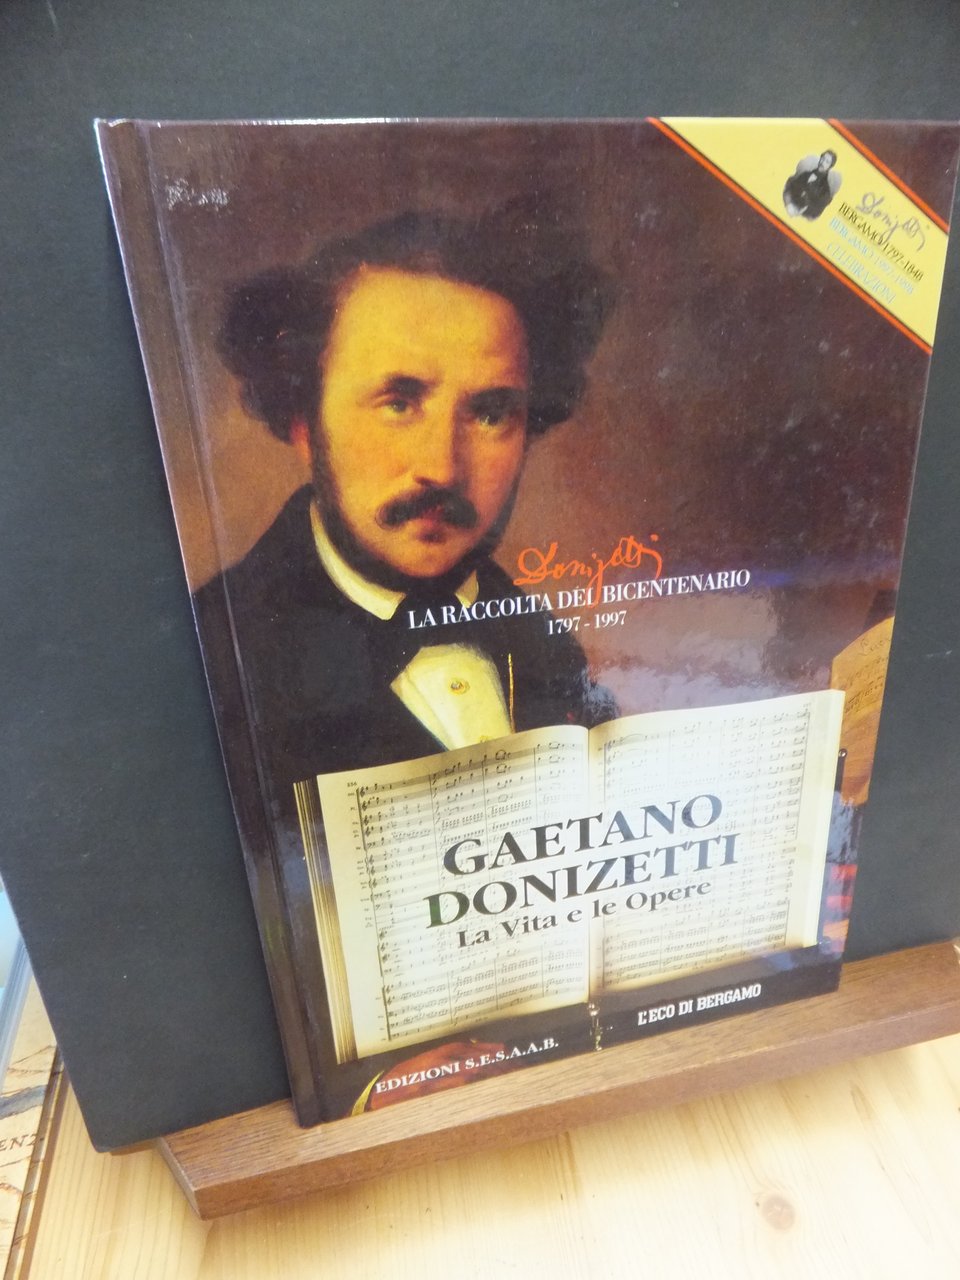 Donizetti
BERGAMO 1797-1848
BERGAMO 1997-1998
CELEBRAZIONI
Donizetti
LA RACCOLTA DEL BICENTENARIO
1797 - 1997
GAETANO
DONIZETTI
La Vita e le Opere
L'ECO DI BERGAMO
EDIZIONI S.E.S.A.A.B.
ENZ